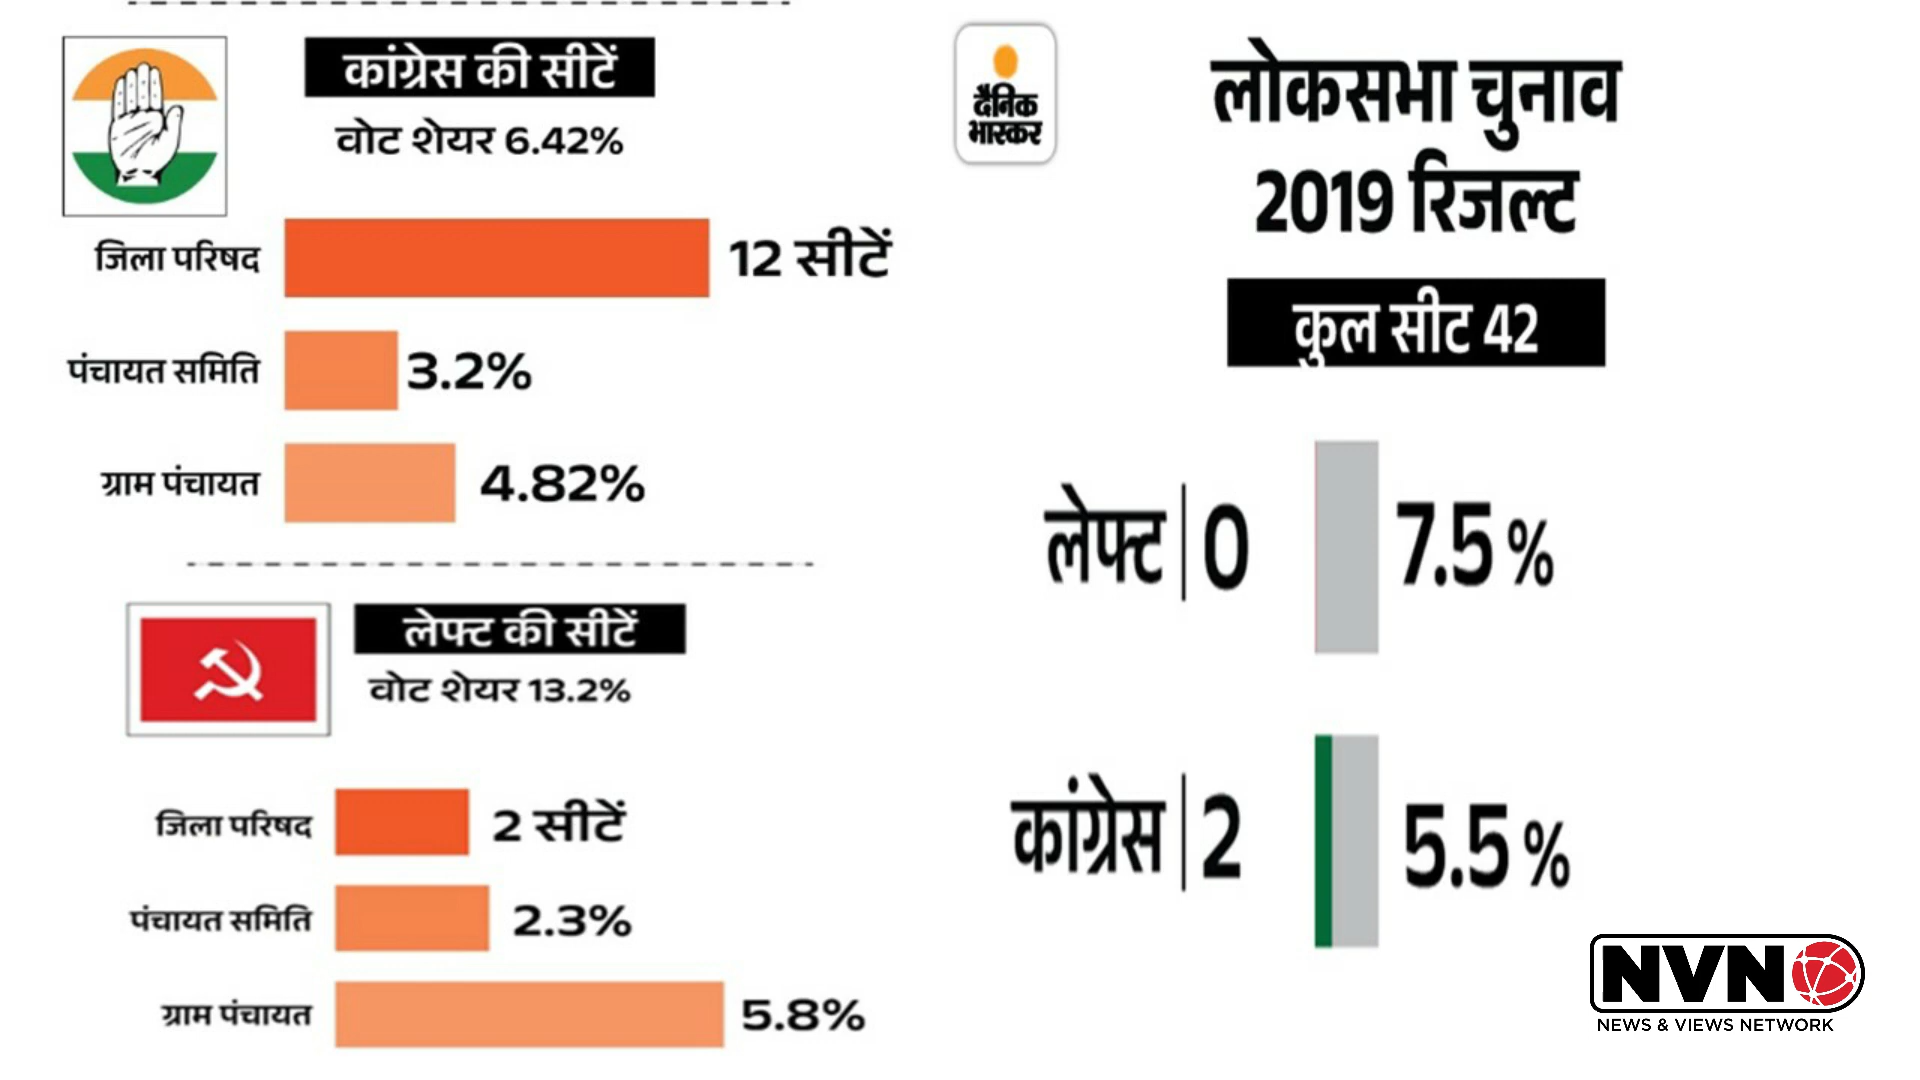 कांग्रेस की सीटें
वोट शेयर 6.42%
जिला परिषद 12 सीटें
पंचायत समिति 3.2%
ग्राम पंचायत 4.82%
लेफ्ट की सीटें
वोट शेयर 13.2%
जिला परिषद 2 सीटें
पंचायत समिति 2.3%
ग्राम पंचायत 5.8%
दैनिक
भास्कर
लोकसभा चुनाव
2019 रिजल्ट
कुल सीट 42
लेफ्ट 0 7.5%
कांग्रेस 2 5.5%
NVN
NEWS & VIEWS NETWORK